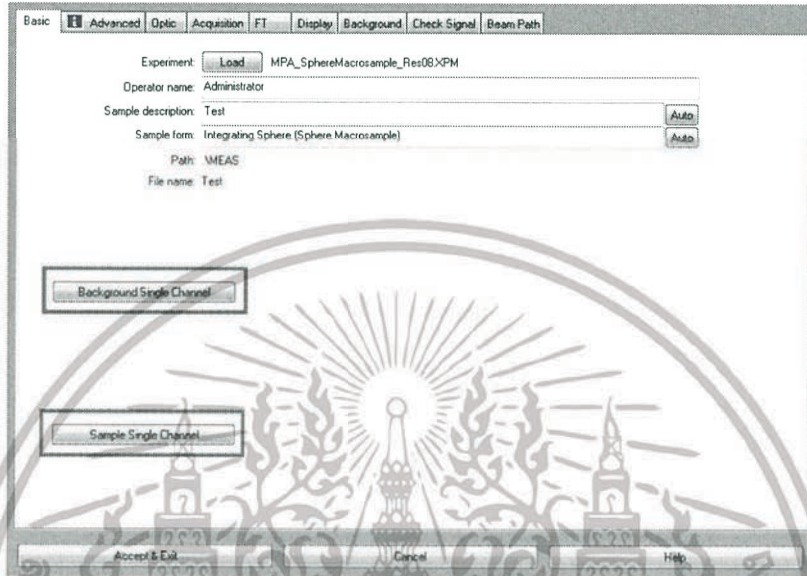 Basic Advanced Optic Acquisition FT Display Background Check Signal Beam Path
Experiment: Load MPA_SphereMacrosample_Res08.XPM
Operator name: Administrator
Sample description: Test Auto
Sample form: Integrating Sphere (Sphere Macrosample) Auto
Path: \MEAS
File name: Test
Background Single Channel
Sample Single Channel
Accept & Exit Cancel Help